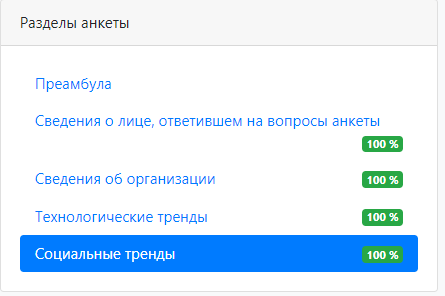 Разделы анкеты
Преамбула
Сведения о лице, ответившем на вопросы анкеты
100 %
Сведения об организации 100 %
Технологические тренды 100 %
Социальные тренды 100 %